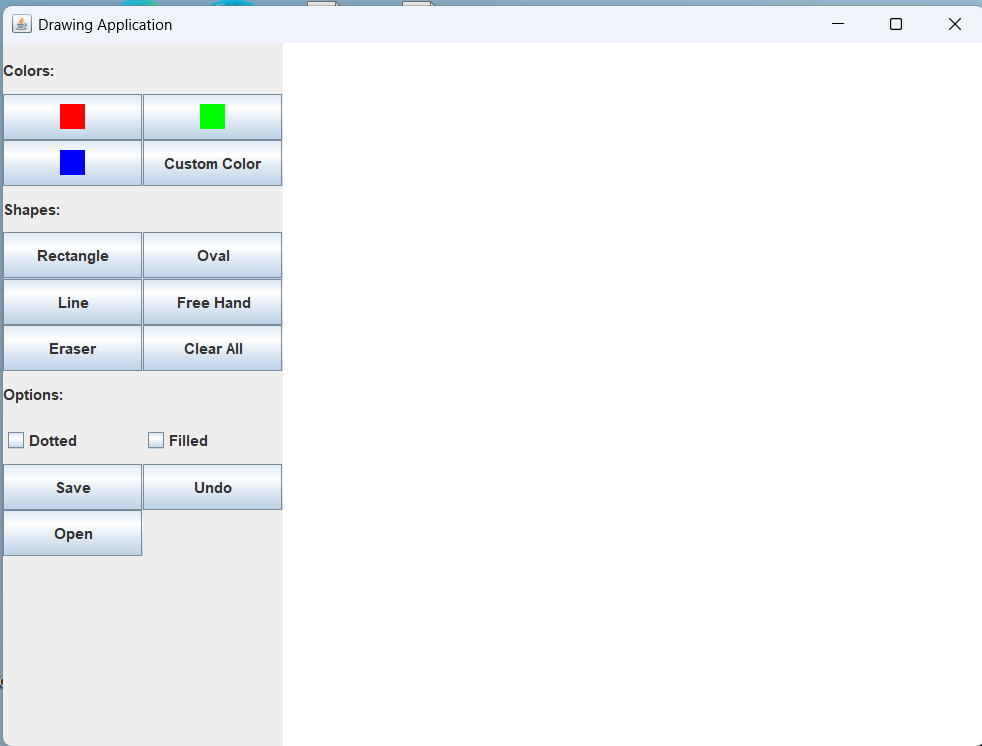 Drawing Application
Colors:
Custom Color
Shapes:
Rectangle Oval
Line Free Hand
Eraser Clear All
Options:
Dotted Filled
Save Undo
Open